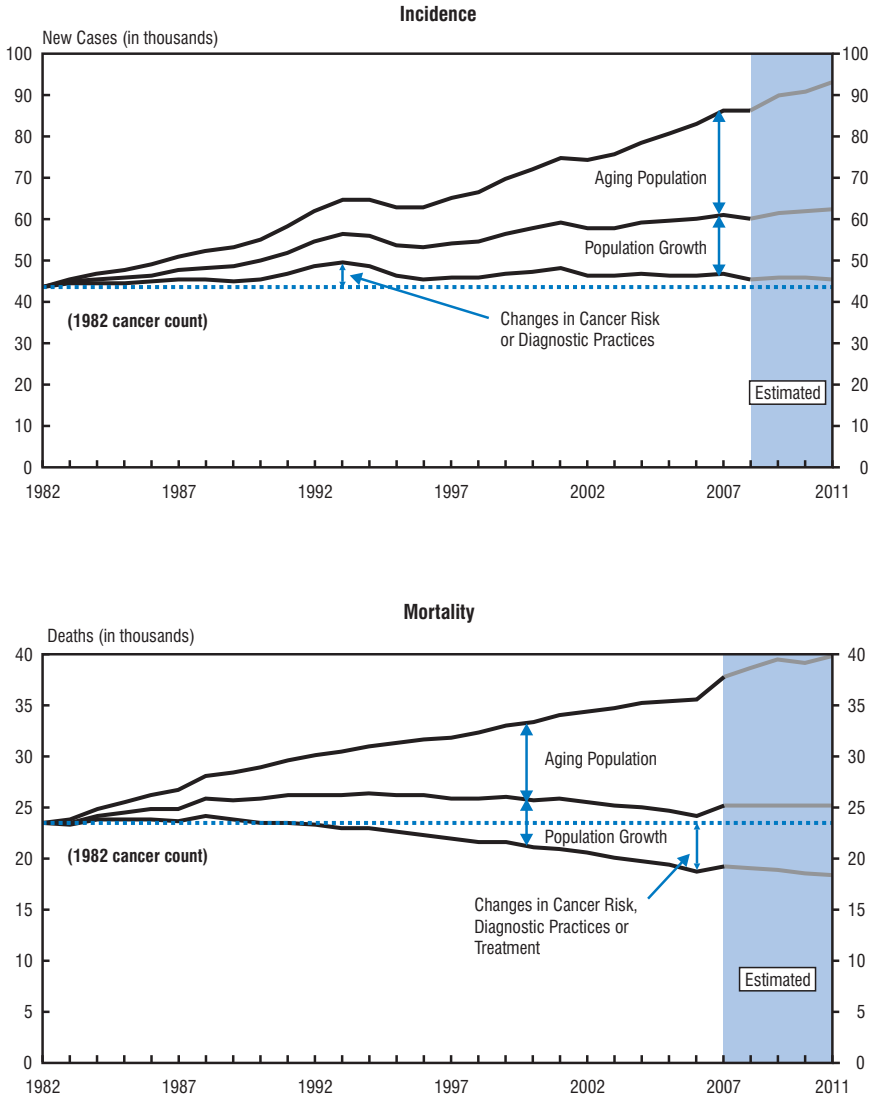 Incidence
New Cases (in thousands)
100 100
90 90
80 80
70 70
60 60
50 50
40 40
30 30
20 20
10 10
0 0
Aging Population
Population Growth
(1982 cancer count)
Changes in Cancer Risk
or Diagnostic Practices
Estimated
1982 1987 1992 1997 2002 2007 2011
Mortality
Deaths (in thousands)
40 40
35 35
30 30
25 25
20 20
15 15
10 10
5 5
0 0
Aging Population
Population Growth
(1982 cancer count)
Changes in Cancer Risk,
Diagnostic Practices or
Treatment
Estimated
1982 1987 1992 1997 2002 2007 2011